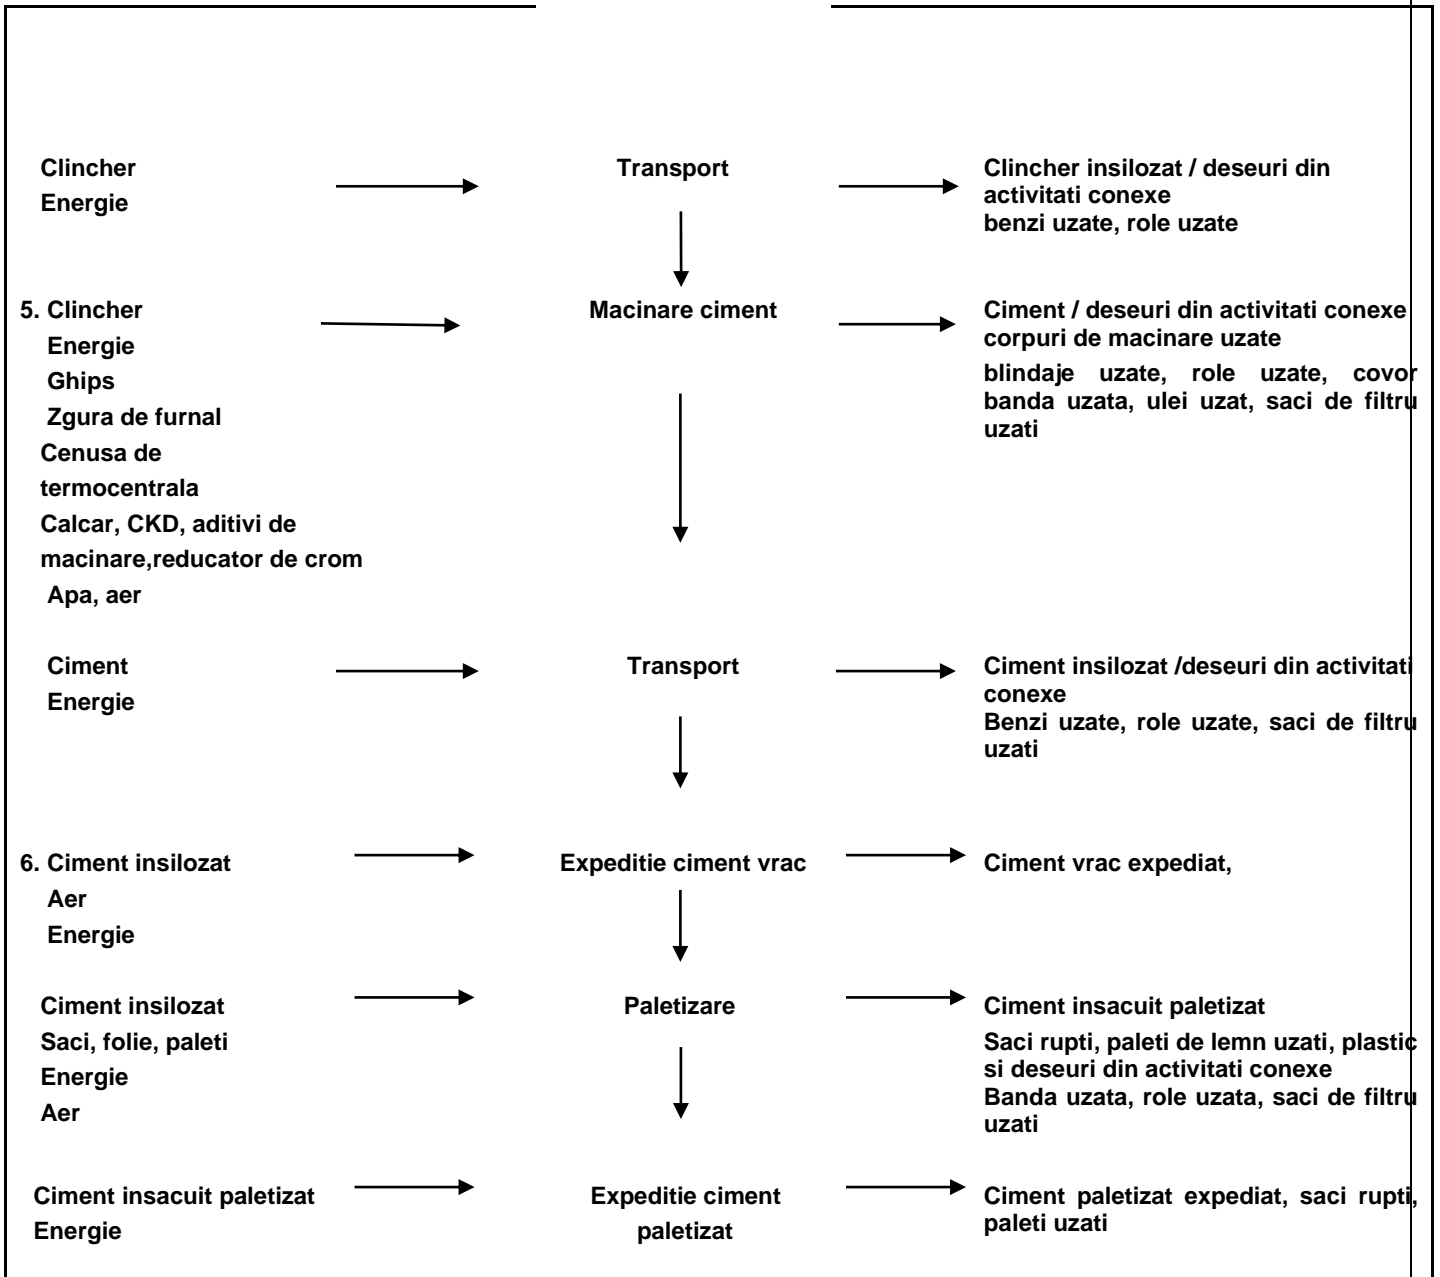 Clincher
Energie
Transport
Clincher insilozat / deseuri din
activitati conexe
benzi uzate, role uzate
5. Clincher
Energie
Ghips
Zgura de furnal
Cenusa de
termocentrala
Calcar, CKD, aditivi de
macinare,reducator de crom
Apa, aer
Macinare ciment
Ciment / deseuri din activitati conexe
corpuri de macinare uzate
blindaje uzate, role uzate, covor
banda uzata, ulei uzat, saci de filtru
uzati
Ciment
Energie
Transport
Ciment insilozat /deseuri din activitati
conexe
Benzi uzate, role uzate, saci de filtru
uzati
6. Ciment insilozat
Aer
Energie
Expeditie ciment vrac
Ciment vrac expediat,
Ciment insilozat
Saci, folie, paleti
Energie
Aer
Paletizare
Ciment insacuit paletizat
Saci rupti, paleti de lemn uzati, plastic
si deseuri din activitati conexe
Banda uzata, role uzata, saci de filtru
uzati
Ciment insacuit paletizat
Energie
Expeditie ciment
paletizat
Ciment paletizat expediat, saci rupti,
paleti uzati